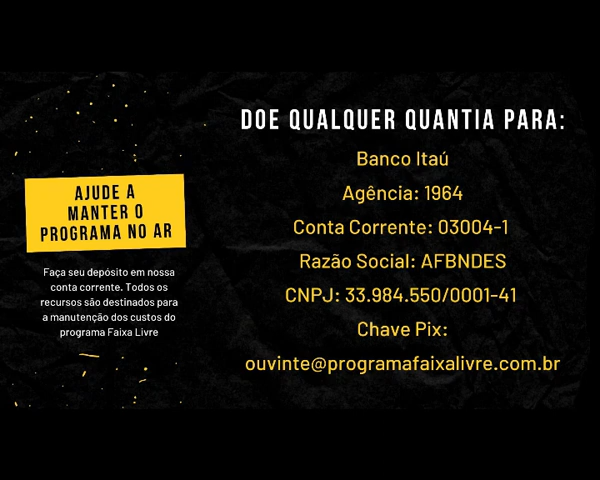 AJUDE A
MANTER O
PROGRAMA NO AR
Faça seu depósito em nossa
conta corrente. Todos os
recursos são destinados para
a manutenção dos custos do
programa Faixa Livre
DOE QUALQUER QUANTIA PARA:
Banco Itaú
Agência: 1964
Conta Corrente: 03004-1
Razão Social: AFBNDES
CNPJ: 33.984.550/0001-41
Chave Pix:
ouvinte@programafaixalivre.com.br